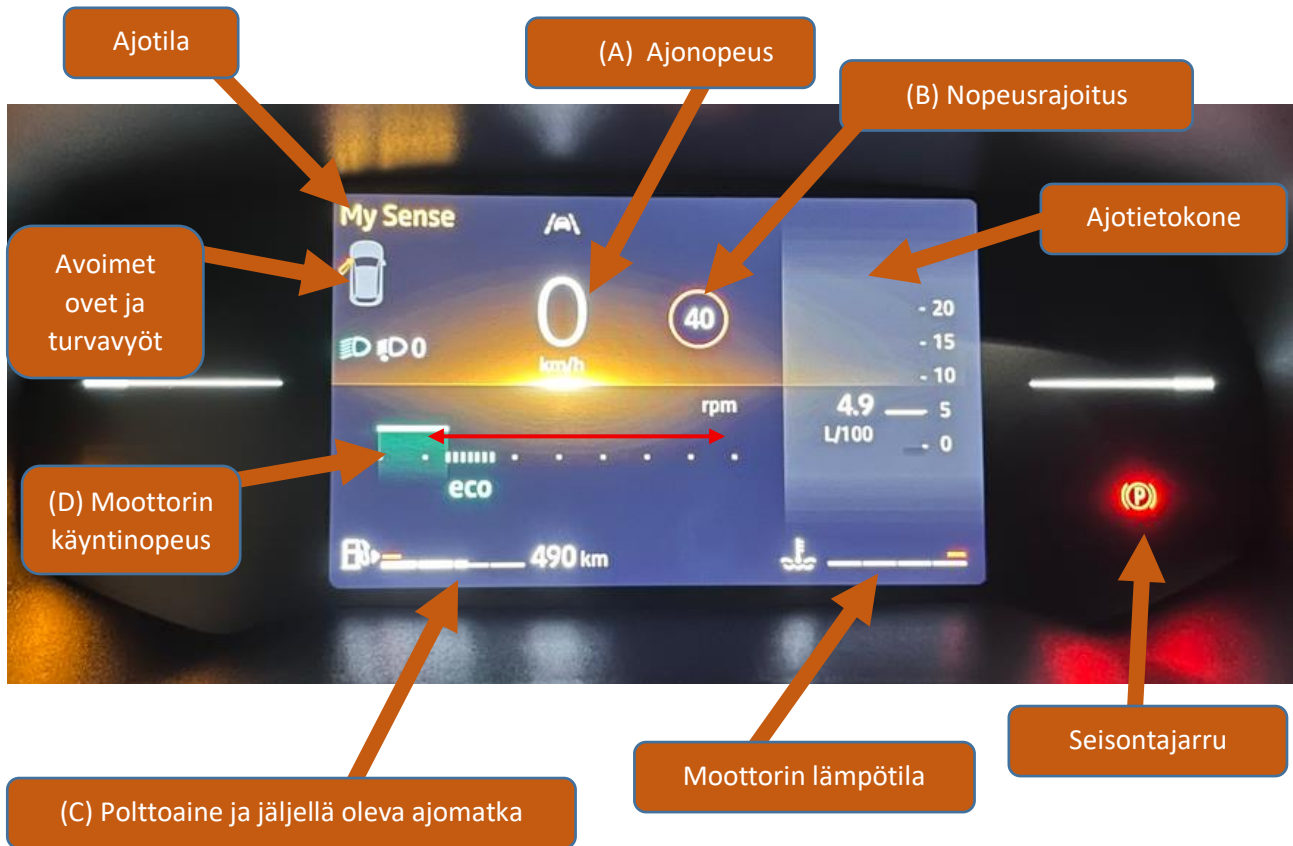 Ajotila
(A) Ajonopeus
(B) Nopeusrajoitus
My Sense
Ajotietokone
Avoimet
ovet ja
turvavyöt
0
km/h
40
0
- 20
- 15
- 10
5
- 0
4.9
L/100
rpm
eco
(D) Moottorin
käyntinopeus
P
490 km
Seisontajarru
Moottorin lämpötila
(C) Polttoaine ja jäljellä oleva ajomatka